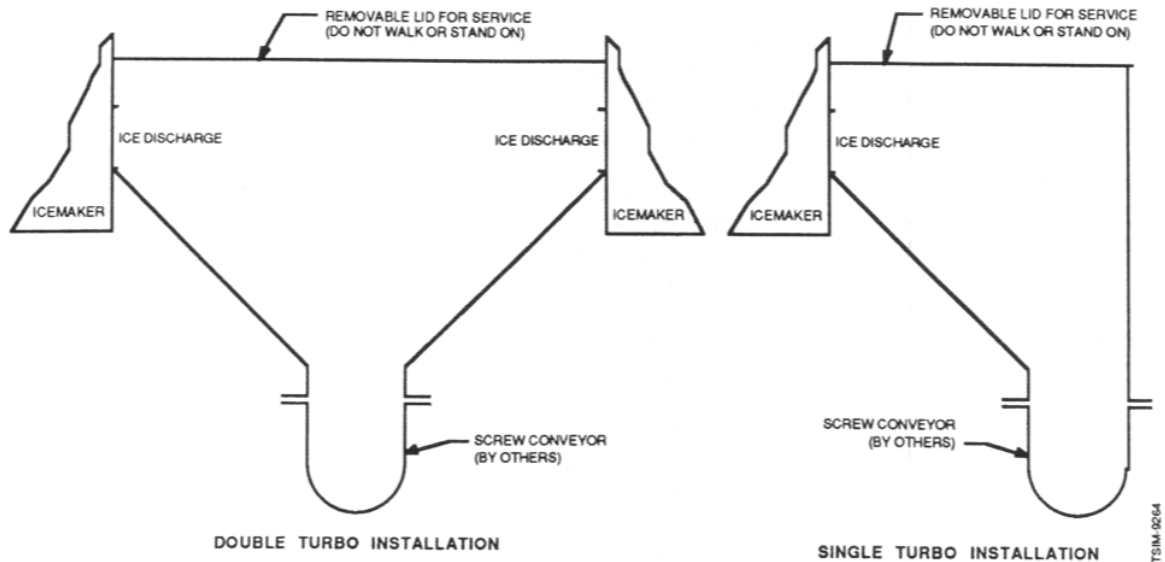 REMOVABLE LID FOR SERVICE
(DO NOT WALK OR STAND ON)
ICE DISCHARGE
ICE DISCHARGE
ICEMAKER
ICEMAKER
SCREW CONVEYOR
(BY OTHERS)
DOUBLE TURBO INSTALLATION
REMOVABLE LID FOR SERVICE
(DO NOT WALK OR STAND ON)
ICE DISCHARGE
ICEMAKER
SCREW CONVEYOR
(BY OTHERS)
SINGLE TURBO INSTALLATION
TSIM-9264